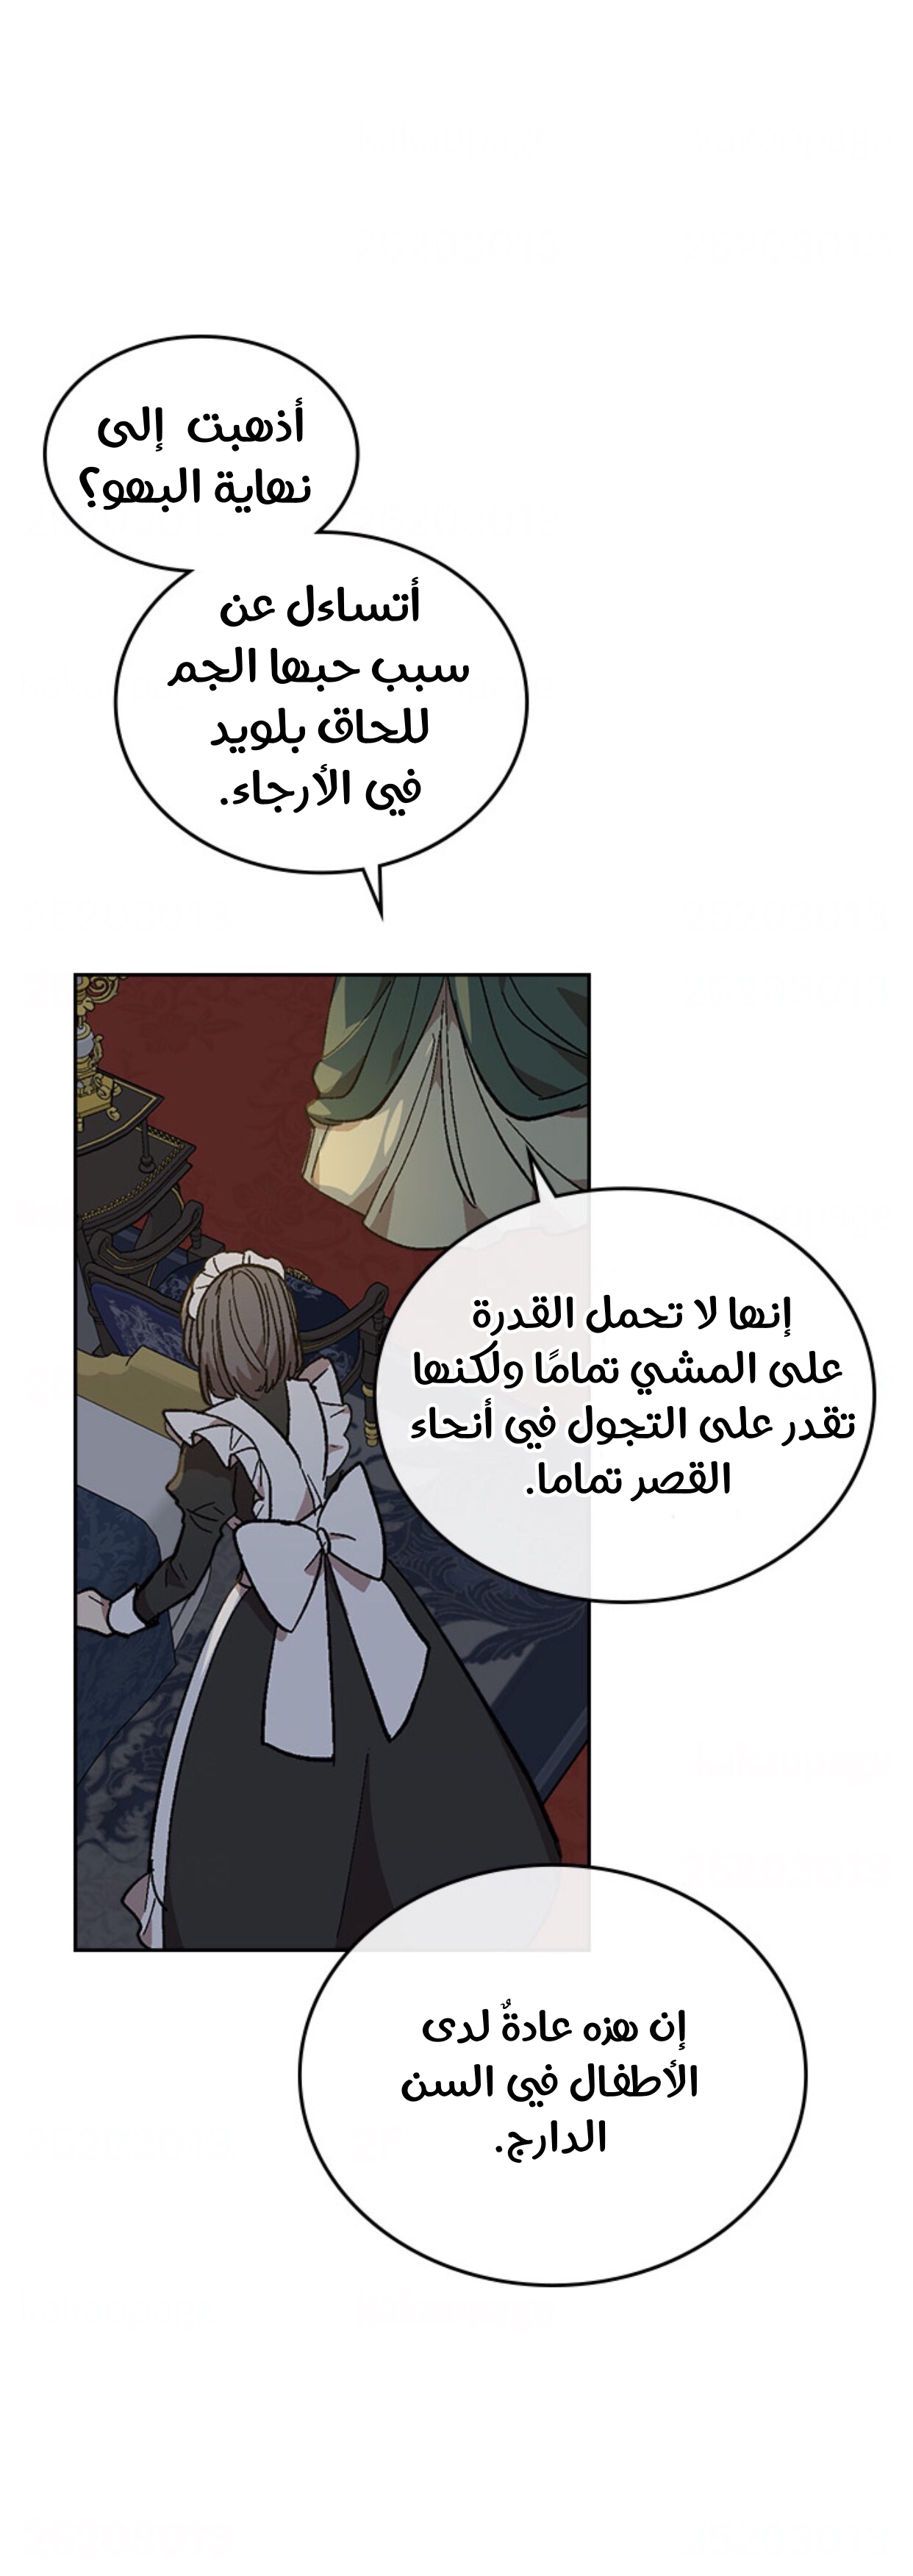 أذهبت إلى
نهاية البهو؟
أتساءل عن
سبب حبها الجم
للحاق بلويد
في الأرجاء.
إنها لا تحمل القدرة
على المشي تمامًا ولكنها
تقدر على التجول في أنحاء
القصر تماما.
إن هزه عادةٌ لدى
الأطفال في السن
الدارج.